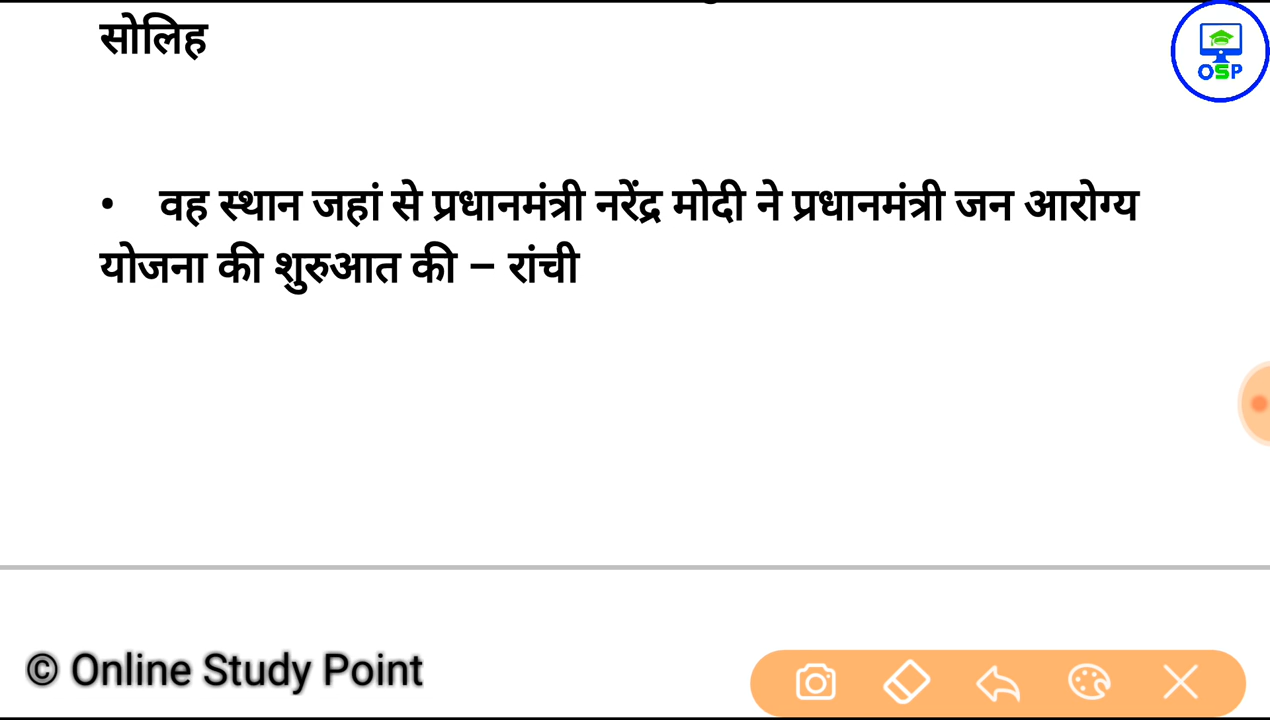 सोलिह
OSP
• वह स्थान जहां से प्रधानमंत्री नरेंद्र मोदी ने प्रधानमंत्री जन आरोग्य
योजना की शुरुआत की – रांची
© Online Study Point